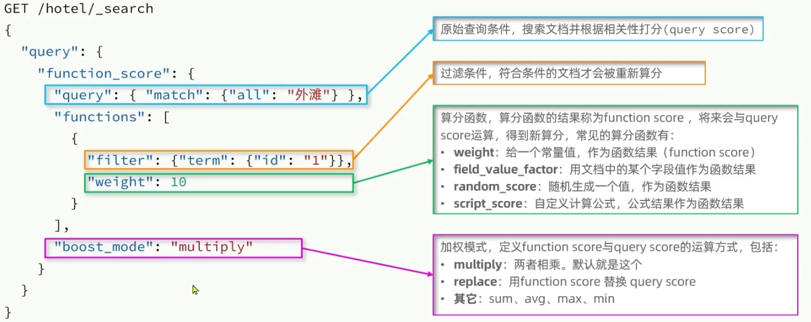 GET /hotel/_search
{
"query": {
"function_score": {
"query": { "match": {"all": "外滩"} },
"functions": [
{
"filter": {"term": {"id": "1"}},
"weight": 10
}
],
"boost_mode": "multiply"
}
}
}
原始查询条件，搜索文档并根据相关性打分(query score)
过滤条件，符合条件的文档才会被重新算分
算分函数，算分函数的结果称为function score ，将来会与query
score运算，得到新算分，常见的算分函数有：
• weight：给一个常量值，作为函数结果（function score）
• field_value_factor：用文档中的某个字段值作为函数结果
• random_score：随机生成一个值，作为函数结果
• script_score：自定义计算公式，公式结果作为函数结果
加权模式，定义function score与query score的运算方式，包括：
• multiply：两者相乘。默认就是这个
• replace：用function score 替换 query score
• 其它：sum、avg、max、min